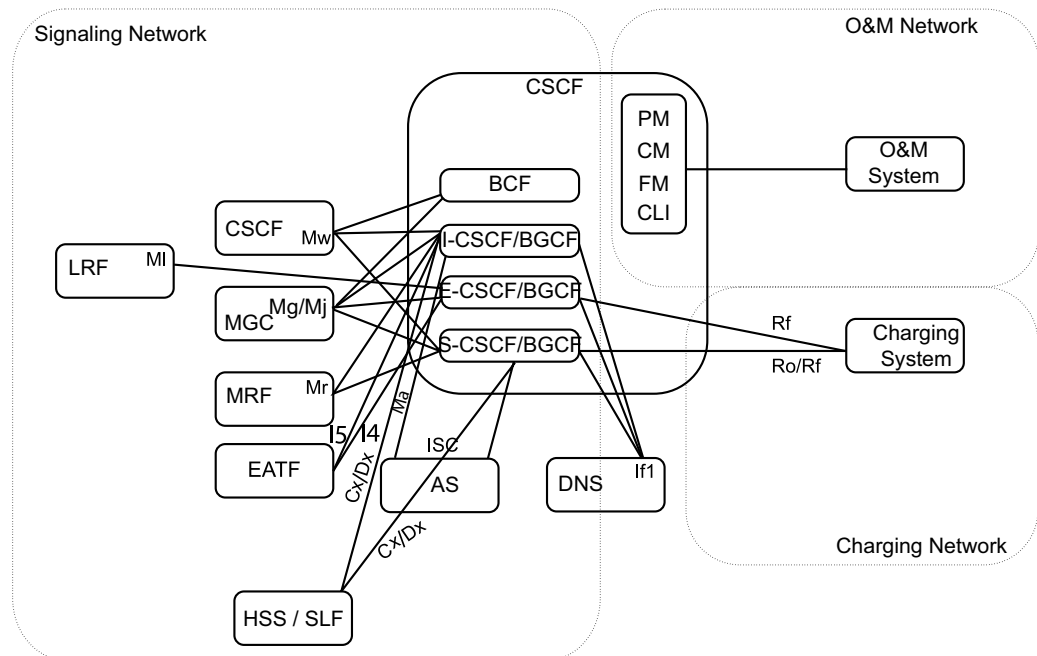 Signaling Network
O&M Network
CSCF
PM
CM
FM
CLI
O&M
System
BCF
CSCF
Mw
I-CSCF/BGCF
LRF
Ml
E-CSCF/BGCF
MGC
Mg/Mj
Rf
Charging
System
S-CSCF/BGCF
Ro/Rf
MRF
Mr
Ma
I5
I4
ISC
EATF
Cx/Dx
AS
DNS
If1
Cx/Dx
Charging Network
HSS / SLF